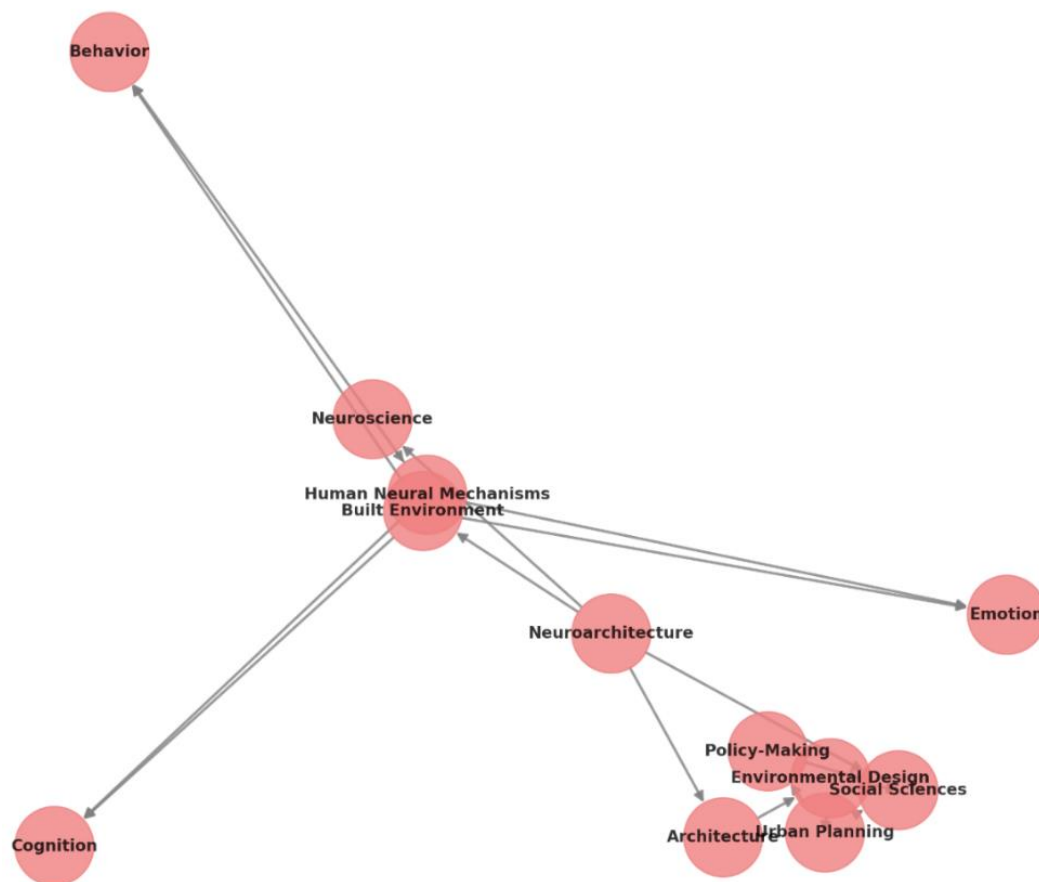 Behavior
Neuroscience
Human Neural Mechanisms
Built Environment
Emotion
Neuroarchitecture
Policy-Making
Environmental Design
Social Sciences
Urban Planning
Architecture
Cognition